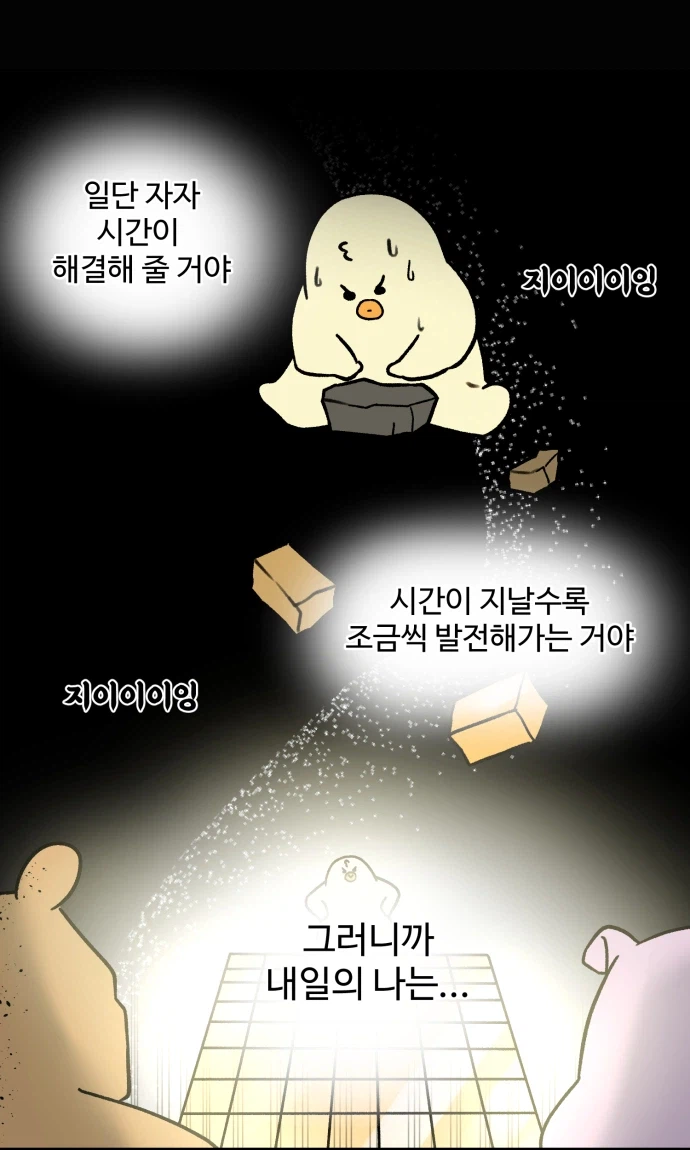 일단 자자
시간이
해결해 줄 거야
지이이이잉
시간이 지날수록
조금씩 발전해가는 거야
지이이이잉
그러니까
내일의 나는...